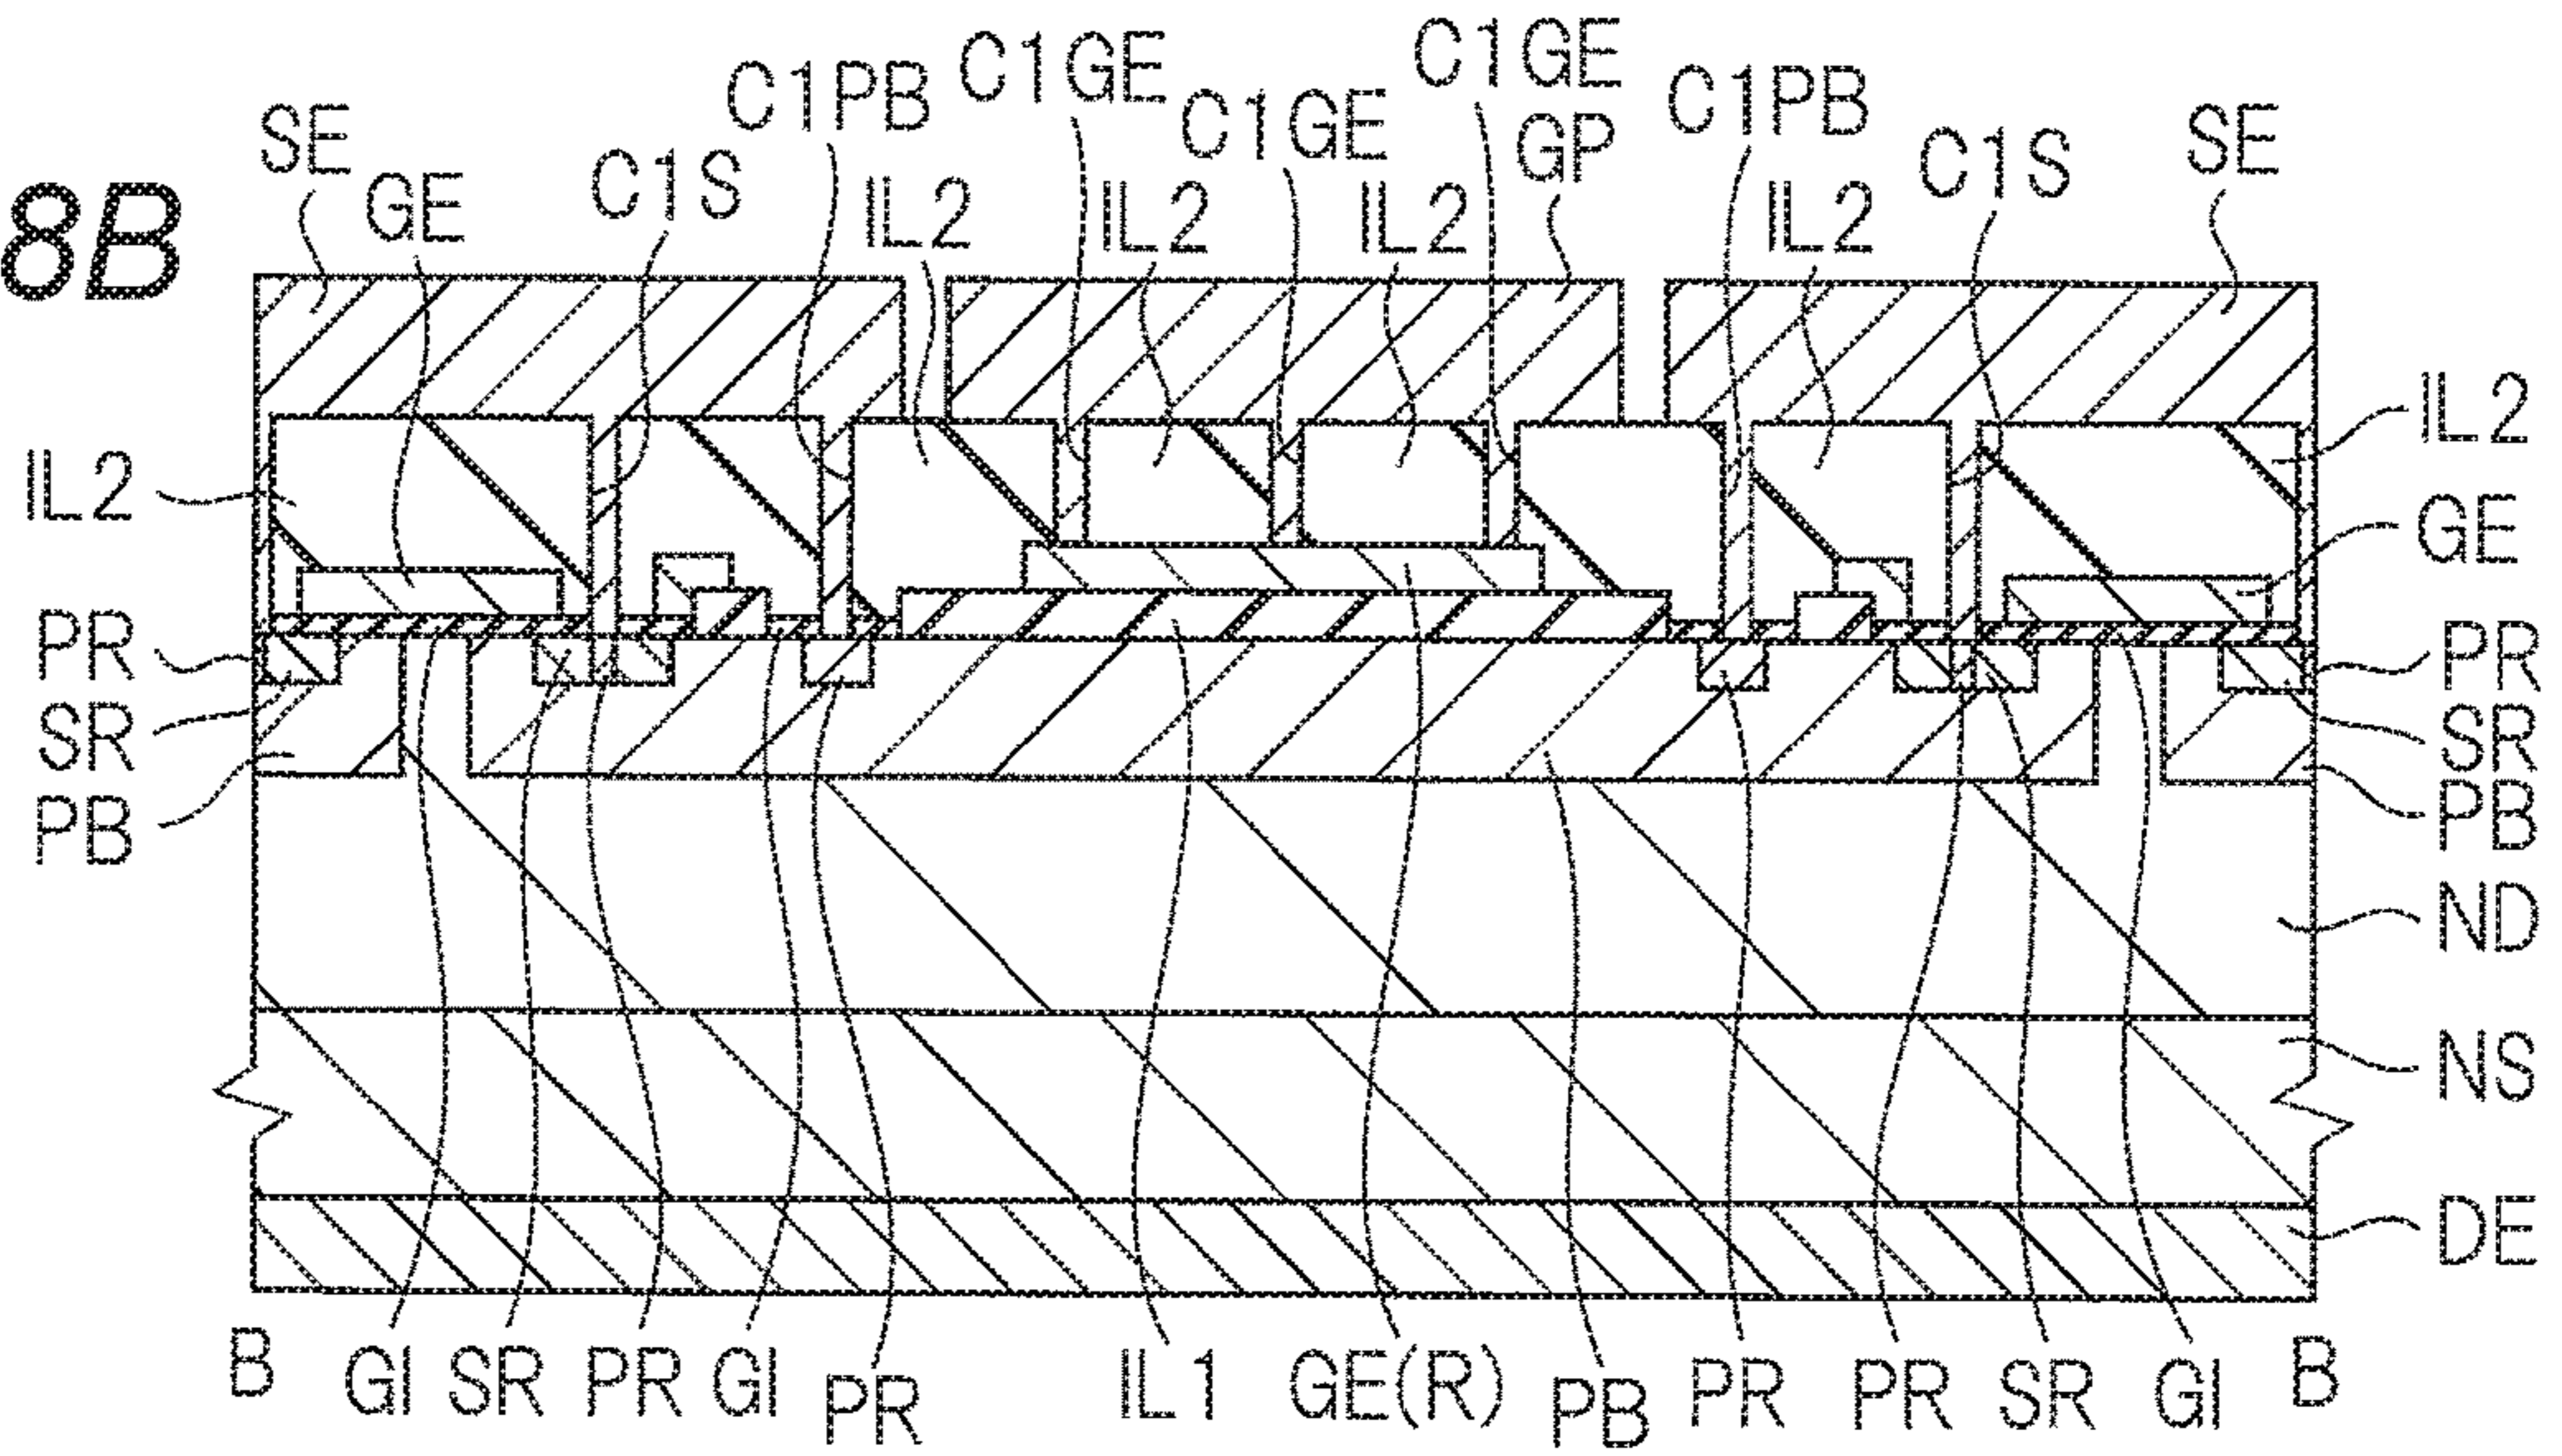 8B
SE
GE
C1S
C1PB
IL2
C1GE
IL2
C1GE
IL2
C1GE
GP
C1PB
IL2
C1S
SE
IL2
PR
SR
PB
IL2
GE
PR
SR
PB
ND
NS
DE
B
GI
SR
PR
GI
PR
IL1
GE(R)
PB
PR
PR
SR
GI
B